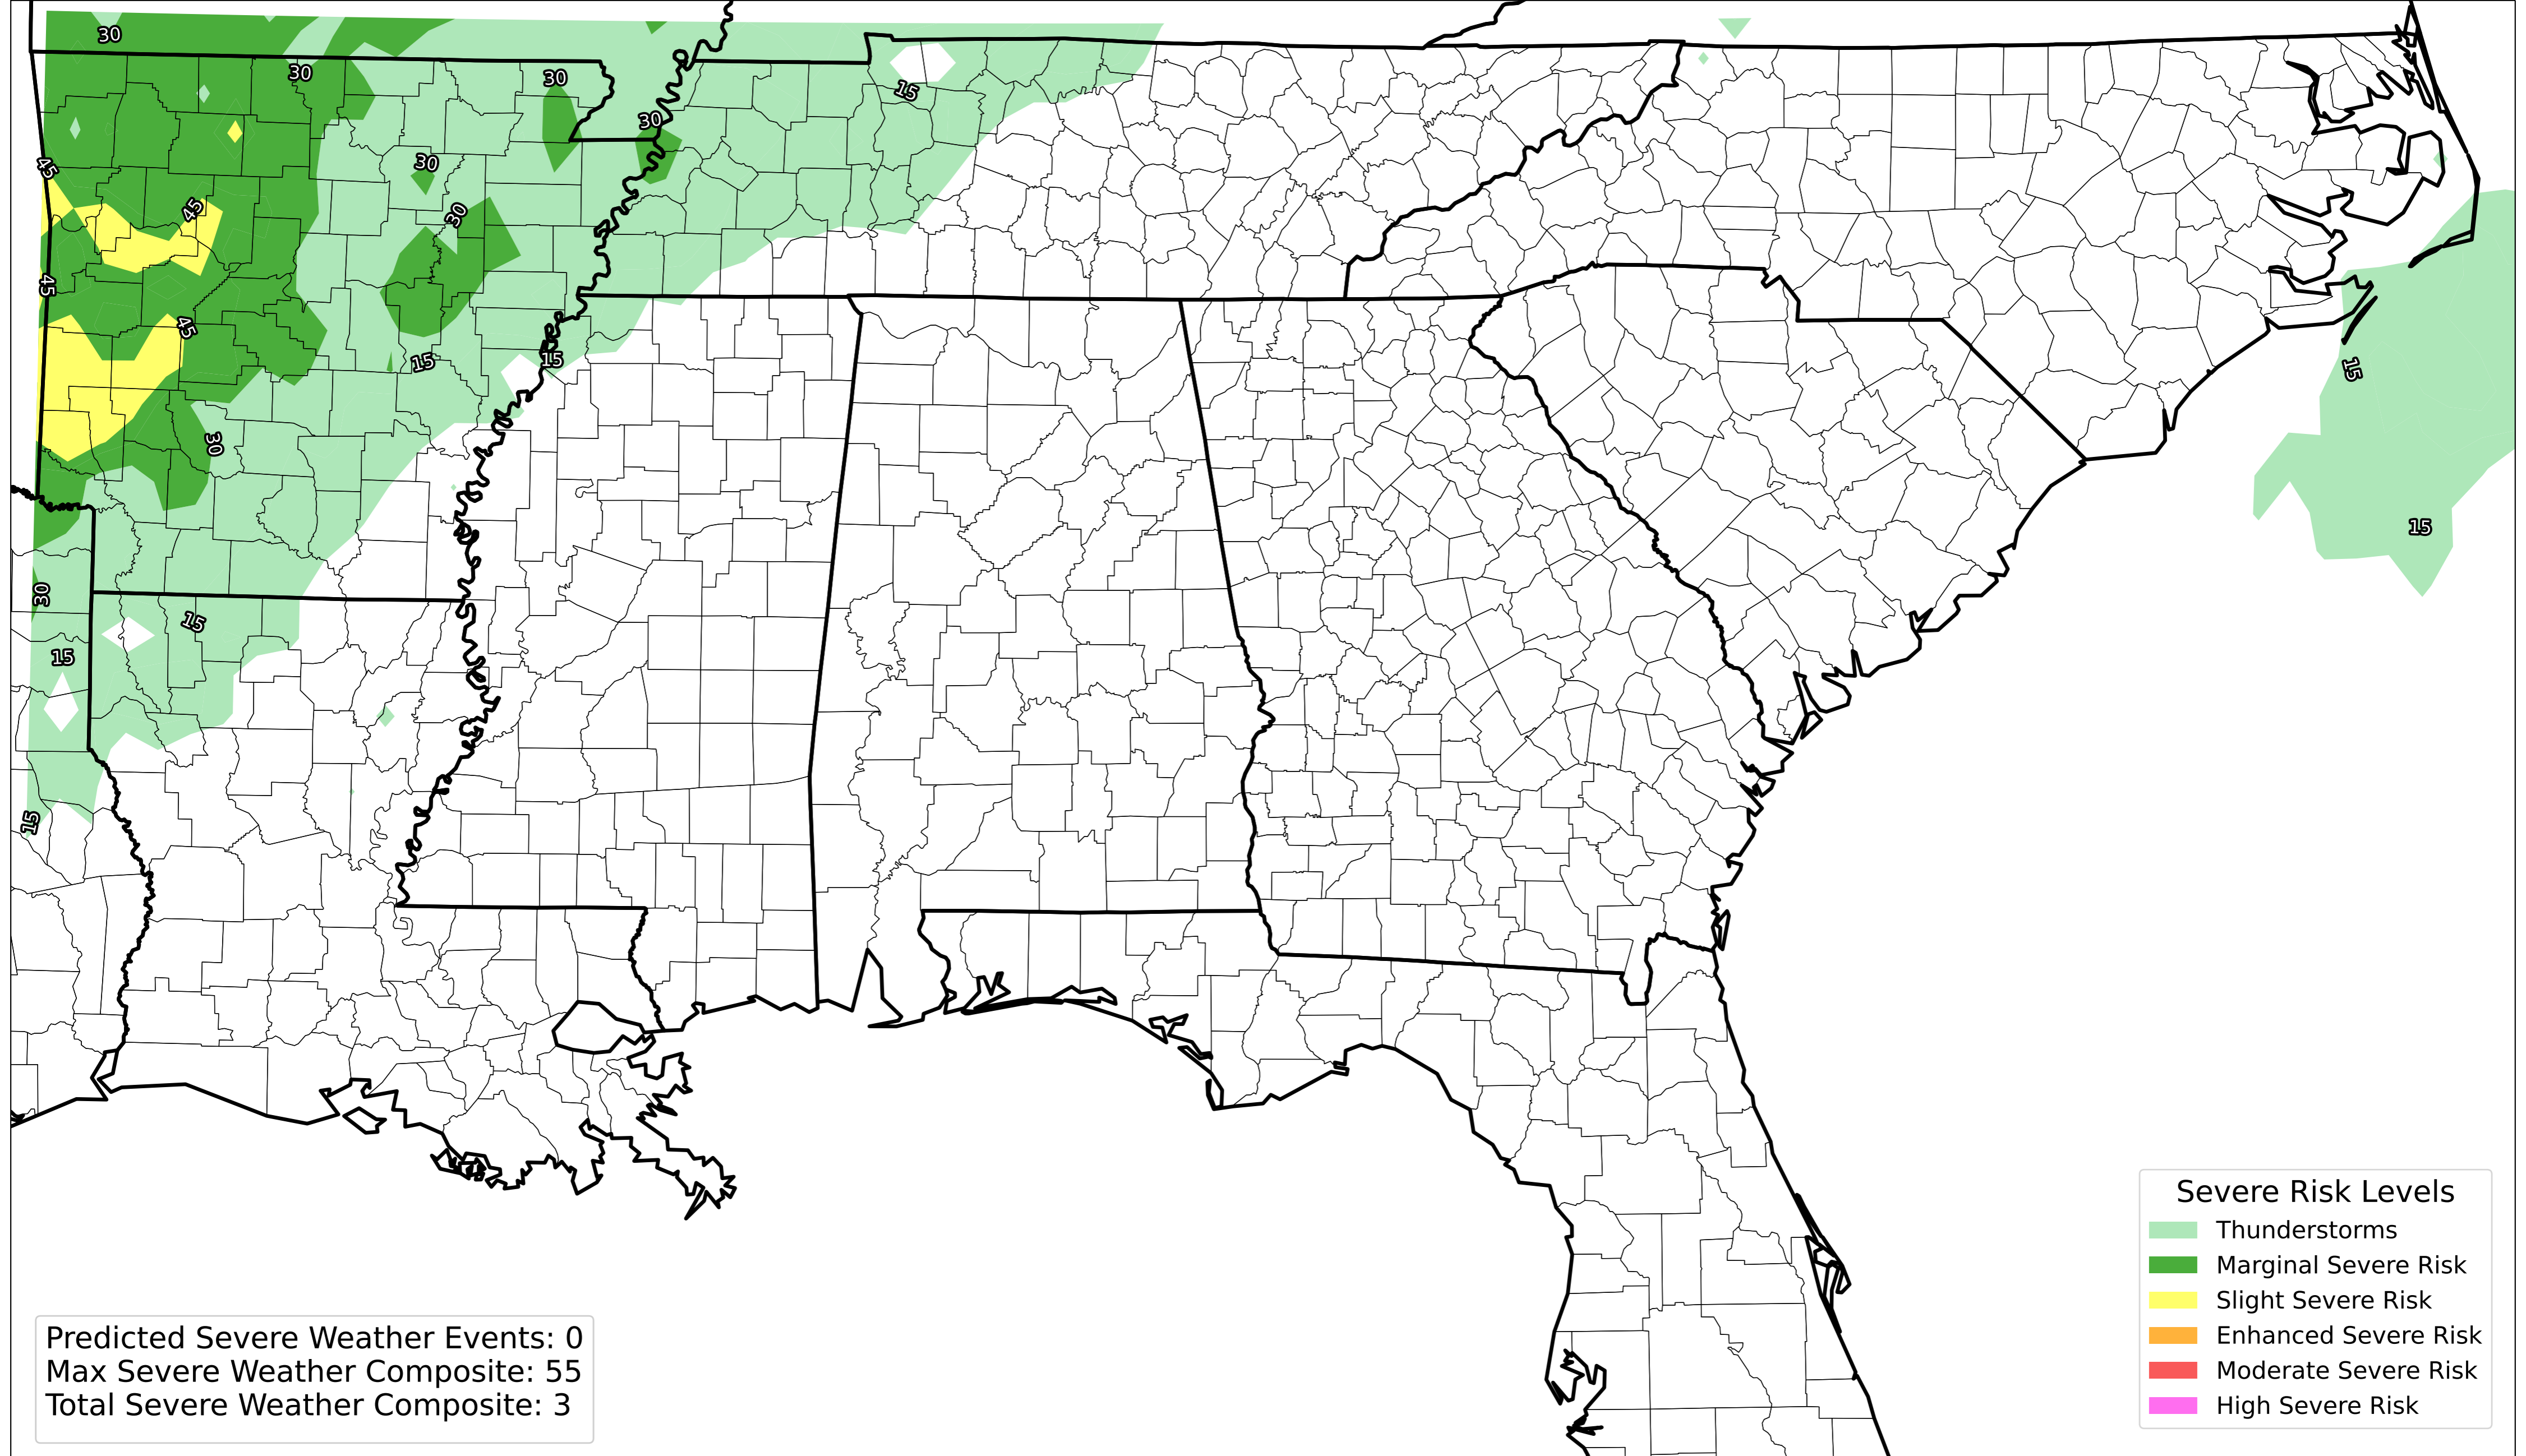 30
30
30
30
15
45
30
45
30
45
45
15
15
15
30
15
30
15
15
15
Severe Risk Levels
Thunderstorms
Marginal Severe Risk
Slight Severe Risk
Enhanced Severe Risk
Moderate Severe Risk
High Severe Risk
Predicted Severe Weather Events: 0
Max Severe Weather Composite: 55
Total Severe Weather Composite: 3